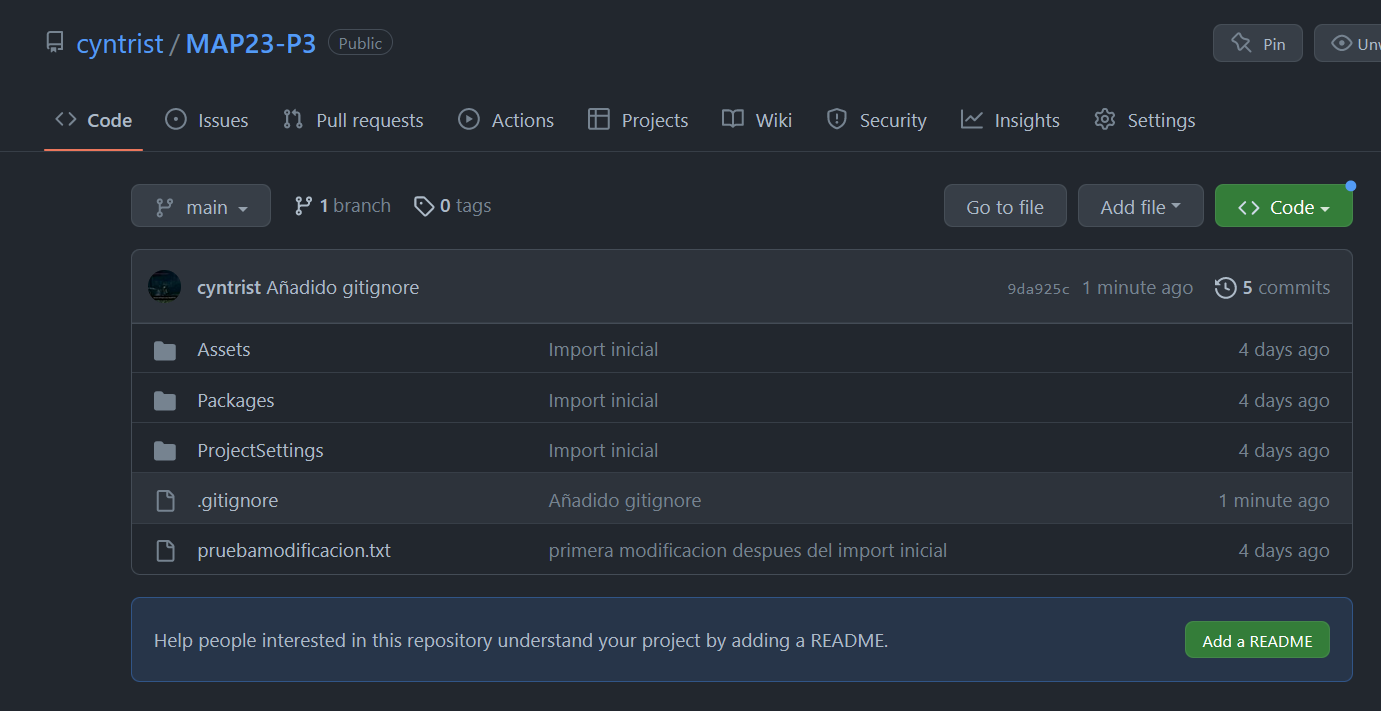 cyntrist / MAP23-P3 Public Pin
Code Issues Pull requests Actions Projects Wiki Security Insights Settings
main 1 branch 0 tags Go to file Add file Code
cyntrist Añadido gitignore 9da925c 1 minute ago 5 commits
Assets Import inicial 4 days ago
Packages Import inicial 4 days ago
ProjectSettings Import inicial 4 days ago
.gitignore Añadido gitignore 1 minute ago
pruebamodificacion.txt primera modificacion despues del import inicial 4 days ago
Help people interested in this repository understand your project by adding a README. Add a README